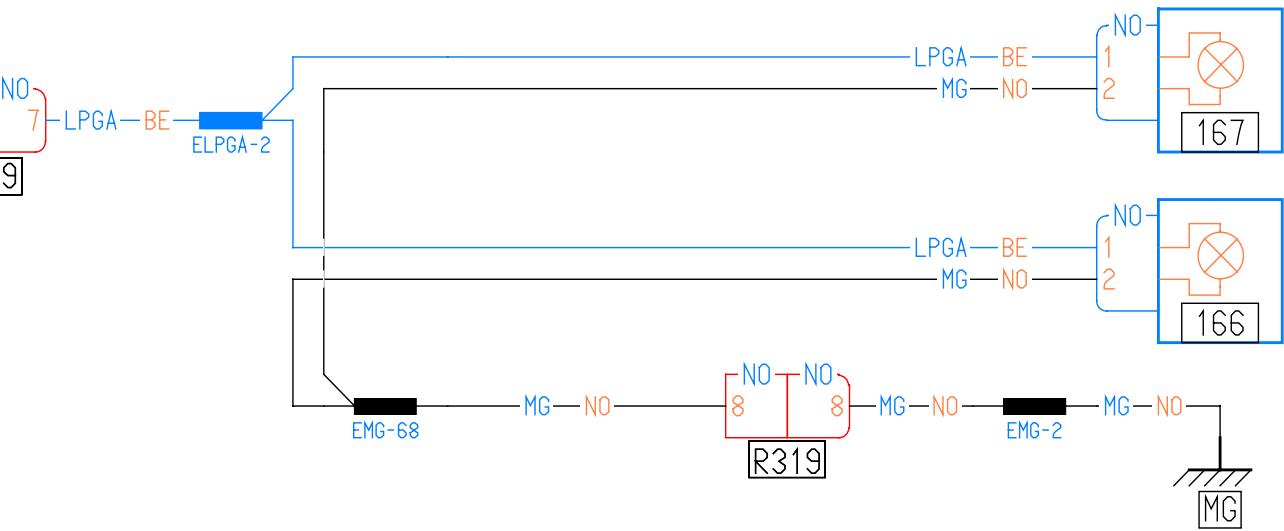 NO
1 LPGA BE
2 MG NO
167
NO
7 LPGA BE
ELPGA-2
9
NO
LPGA BE 1
MG NO 2
166
NO NO
MG NO 8 8 MG NO MG NO
EMG-68 EMG-2
R319
MG